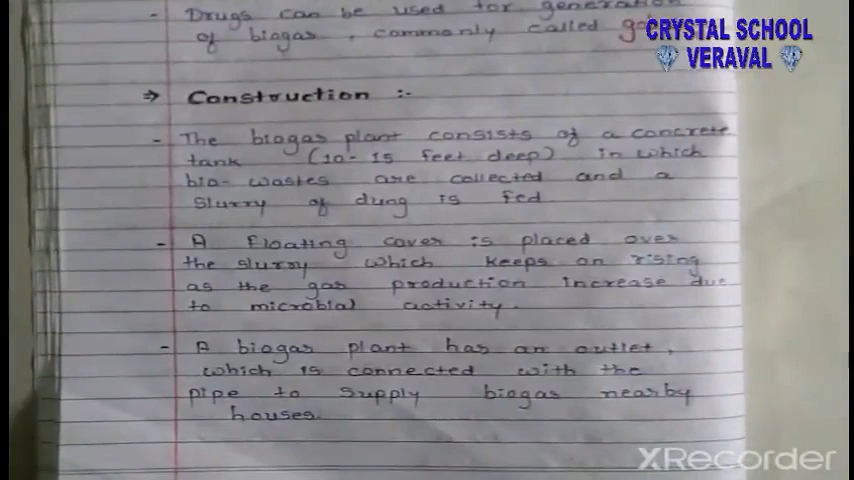 - Drugs can be used for generation
of biogas, commonly called
CRYSTAL SCHOOL
VERAVAL
⇒ Construction :-
- The biogas plant consists of a concrete
tank (10-15 feet deep) in which
bio-wastes are collected and a
slurry of dung is fed
- A Floating cover is placed over
the slurry which keeps on rising
as the gas production increase due
to microbial activity.
- A biogas plant has an outlet,
which is connected with the
pipe to supply biogas nearby
houses.
XRecorder